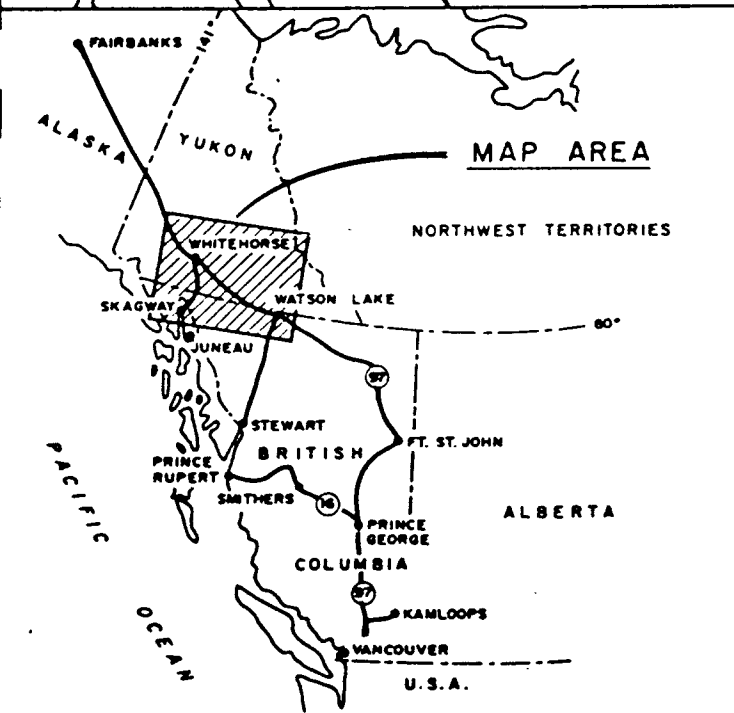 FAIRBANKS
141°
ALASKA
YUKON
MAP AREA
NORTHWEST TERRITORIES
WHITEHORSE
SKAGWAY
WATSON LAKE
60°
JUNEAU
97
STEWART
BRITISH
FT. ST. JOHN
PRINCE
RUPERT
SMITHERS
16
PACIFIC
OCEAN
ALBERTA
PRINCE
GEORGE
COLUMBIA
97
KAMLOOPS
VANCOUVER
U.S.A.